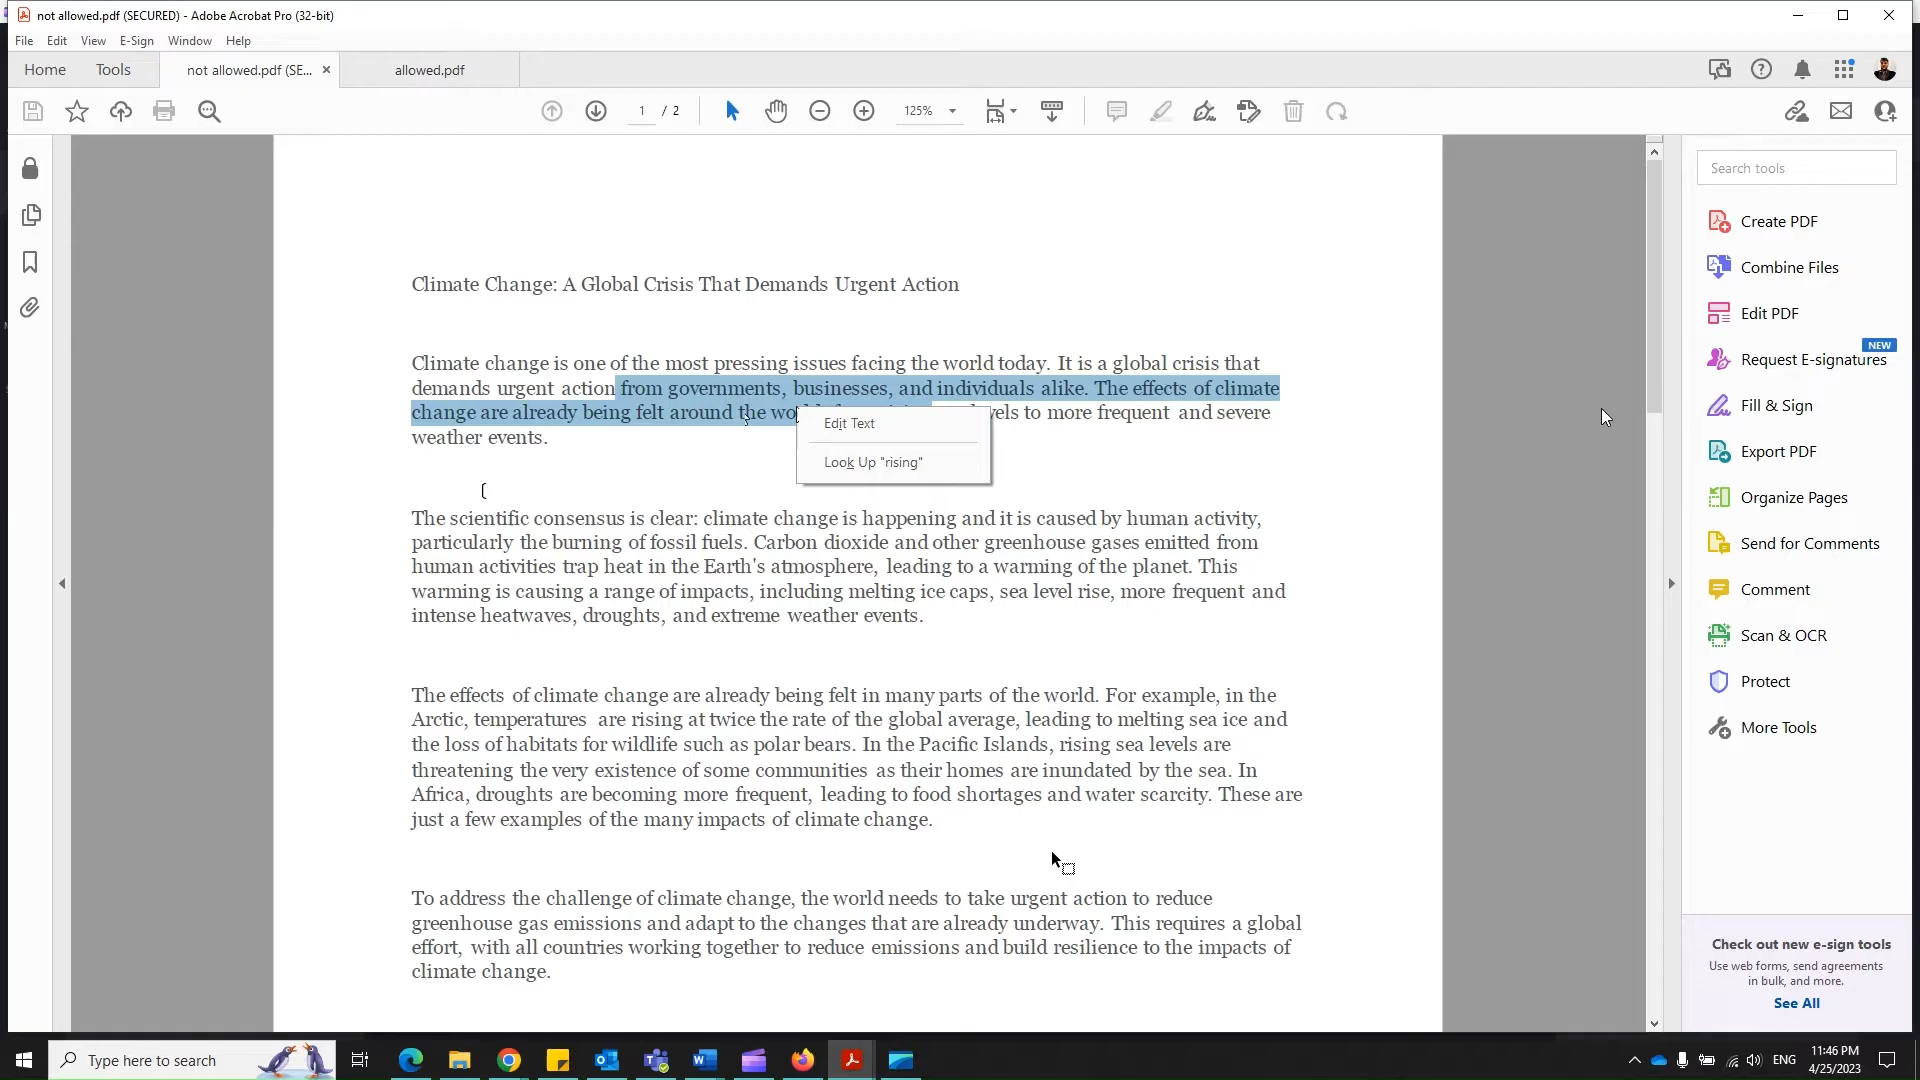 not allowed.pdf (SECURED) - Adobe Acrobat Pro (32-bit)
File Edit View E-Sign Window Help
Home Tools not allowed.pdf (SE... allowed.pdf
1 / 2 125%
Search tools
Create PDF
Combine Files
Edit PDF
NEW
Request E-signatures
Fill & Sign
Export PDF
Organize Pages
Send for Comments
Comment
Scan & OCR
Protect
More Tools
Climate Change: A Global Crisis That Demands Urgent Action
Climate change is one of the most pressing issues facing the world today. It is a global crisis that
demands urgent action from governments, businesses, and individuals alike. The effects of climate
change are already being felt around the to more frequent and severe
weather events.
Edit Text
Look Up "rising"
The scientific consensus is clear: climate change is happening and it is caused by human activity,
particularly the burning of fossil fuels. Carbon dioxide and other greenhouse gases emitted from
human activities trap heat in the Earth's atmosphere, leading to a warming of the planet. This
warming is causing a range of impacts, including melting ice caps, sea level rise, more frequent and
intense heatwaves, droughts, and extreme weather events.
The effects of climate change are already being felt in many parts of the world. For example, in the
Arctic, temperatures are rising at twice the rate of the global average, leading to melting sea ice and
the loss of habitats for wildlife such as polar bears. In the Pacific Islands, rising sea levels are
threatening the very existence of some communities as their homes are inundated by the sea. In
Africa, droughts are becoming more frequent, leading to food shortages and water scarcity. These are
just a few examples of the many impacts of climate change.
To address the challenge of climate change, the world needs to take urgent action to reduce
greenhouse gas emissions and adapt to the changes that are already underway. This requires a global
effort, with all countries working together to reduce emissions and build resilience to the impacts of
climate change.
Check out new e-sign tools
Use web forms, send agreements
in bulk, and more.
See All
Type here to search
ENG
11:46 PM
4/25/2023